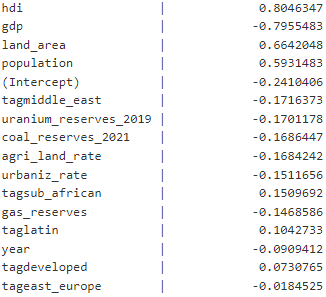 hdi | 0.8046347
gdp | -0.7955483
land_area | 0.6642048
population | 0.5931483
(Intercept) | -0.2410406
tagmiddle_east | -0.1716373
uranium_reserves_2019 | -0.1701178
coal_reserves_2021 | -0.1686447
agri_land_rate | -0.1684242
urbaniz_rate | -0.1511656
tagsub_african | 0.1509692
gas_reserves | -0.1468586
taglatin | 0.1042733
year | -0.0909412
tagdeveloped | 0.0730765
tageast_europe | -0.0184525